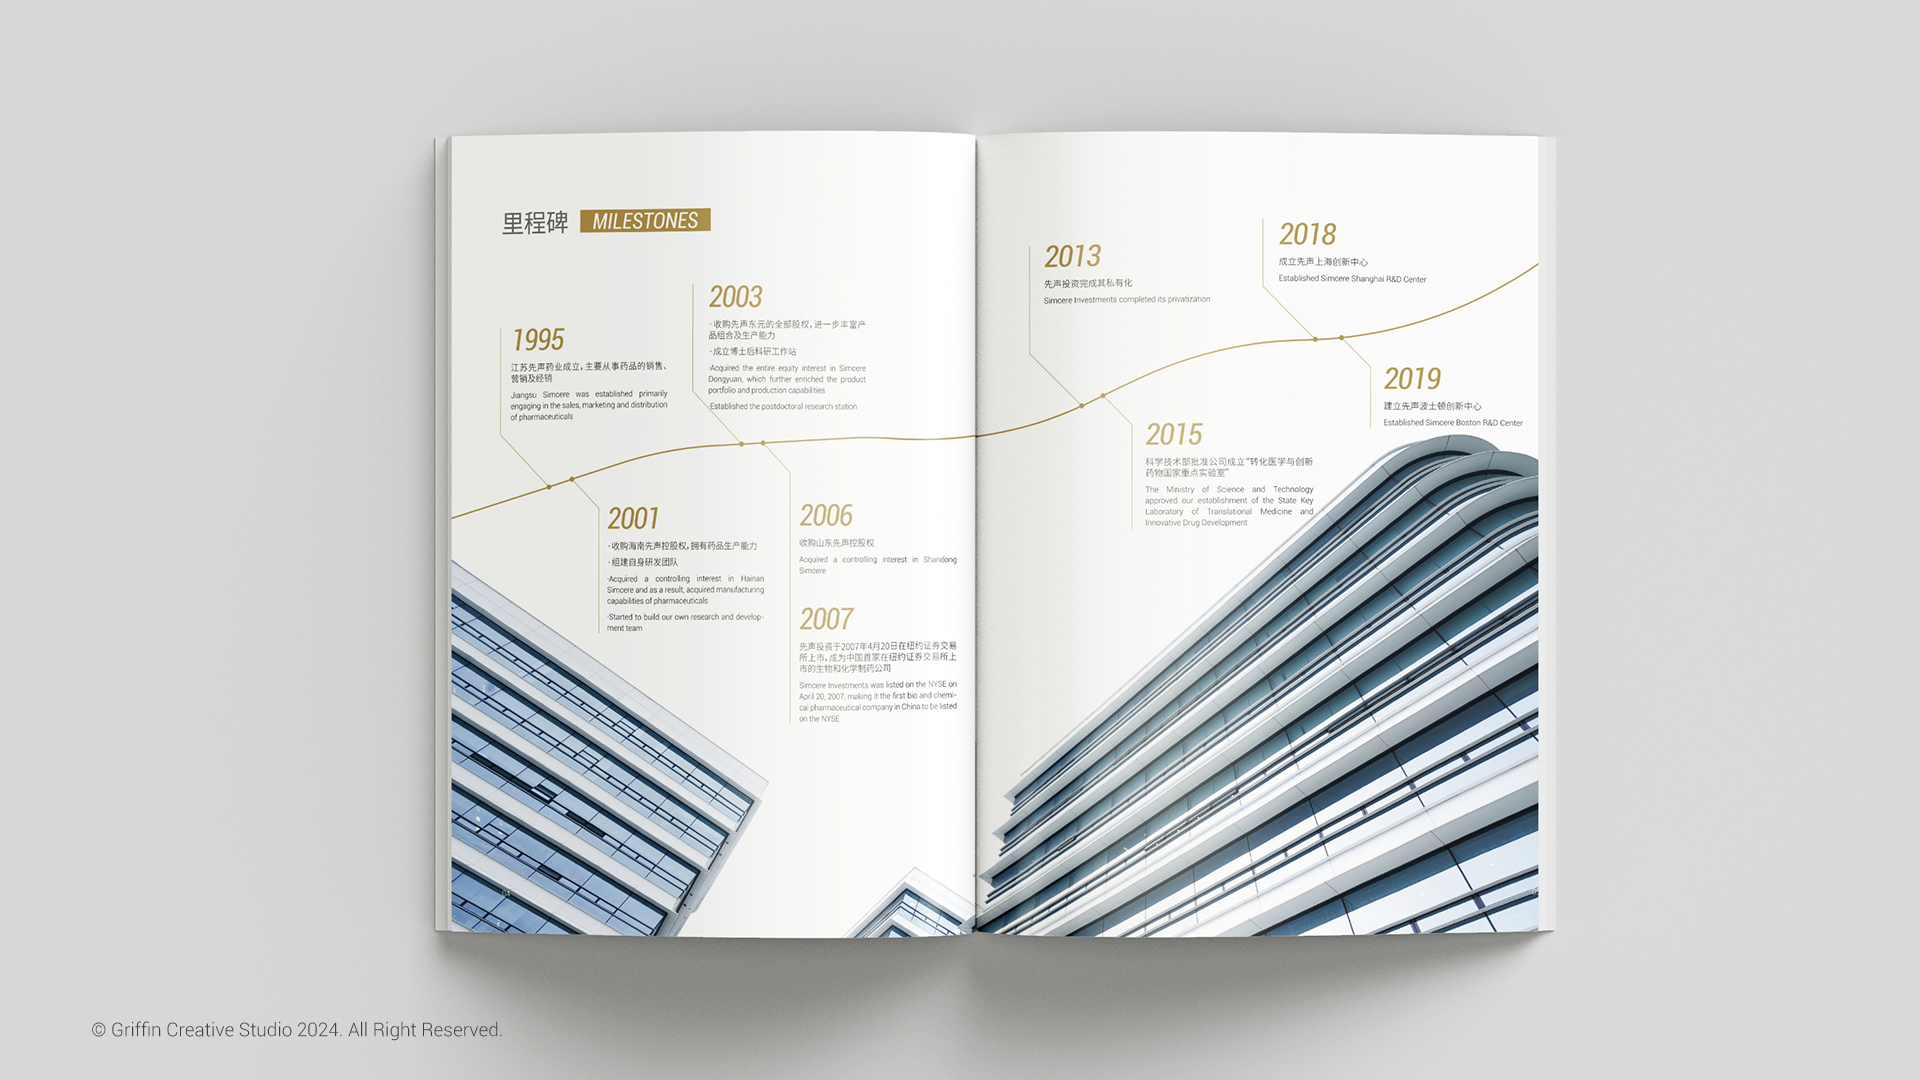 里程碑 MILESTONES
1995
江苏先声药业成立，主要从事药品的销售、
营销及经销
Jiangsu Simcere was established primarily
engaging in the sales, marketing and distribution
of pharmaceuticals
2003
·收购先声东元的全部股权，进一步丰富产
品组合及生产能力
·成立博士后科研工作站
·Acquired the entire equity interest in Simcere
Dongyuan, which further enriched the product
portfolio and production capabilities
·Established the postdoctoral research station
2001
·收购海南先声控股权，拥有药品生产能力
·组建自身研发团队
·Acquired a controlling interest in Hainan
Simcere and as a result, acquired manufacturing
capabilities of pharmaceuticals
·Started to build our own research and develop-
ment team
2006
收购山东先声控股权
Acquired a controlling interest in Shandong
Simcere
2007
先声投资于2007年4月20日在纽约证券交易
所上市，成为中国首家在纽约证券交易所上
市的生物和化学制药公司
Simcere Investments was listed on the NYSE on
April 20, 2007, making it the first bio and chemi-
cal pharmaceutical company in China to be listed
on the NYSE
2013
先声投资完成其私有化
Simcere Investments completed its privatization
2018
成立先声上海创新中心
Established Simcere Shanghai R&D Center
2015
科学技术部批准公司成立“转化医学与创新
药物国家重点实验室”
The Ministry of Science and Technology
approved our establishment of the State Key
Laboratory of Translational Medicine and
Innovative Drug Development
2019
建立先声波士顿创新中心
Established Simcere Boston R&D Center
© Griffin Creative Studio 2024. All Right Reserved.